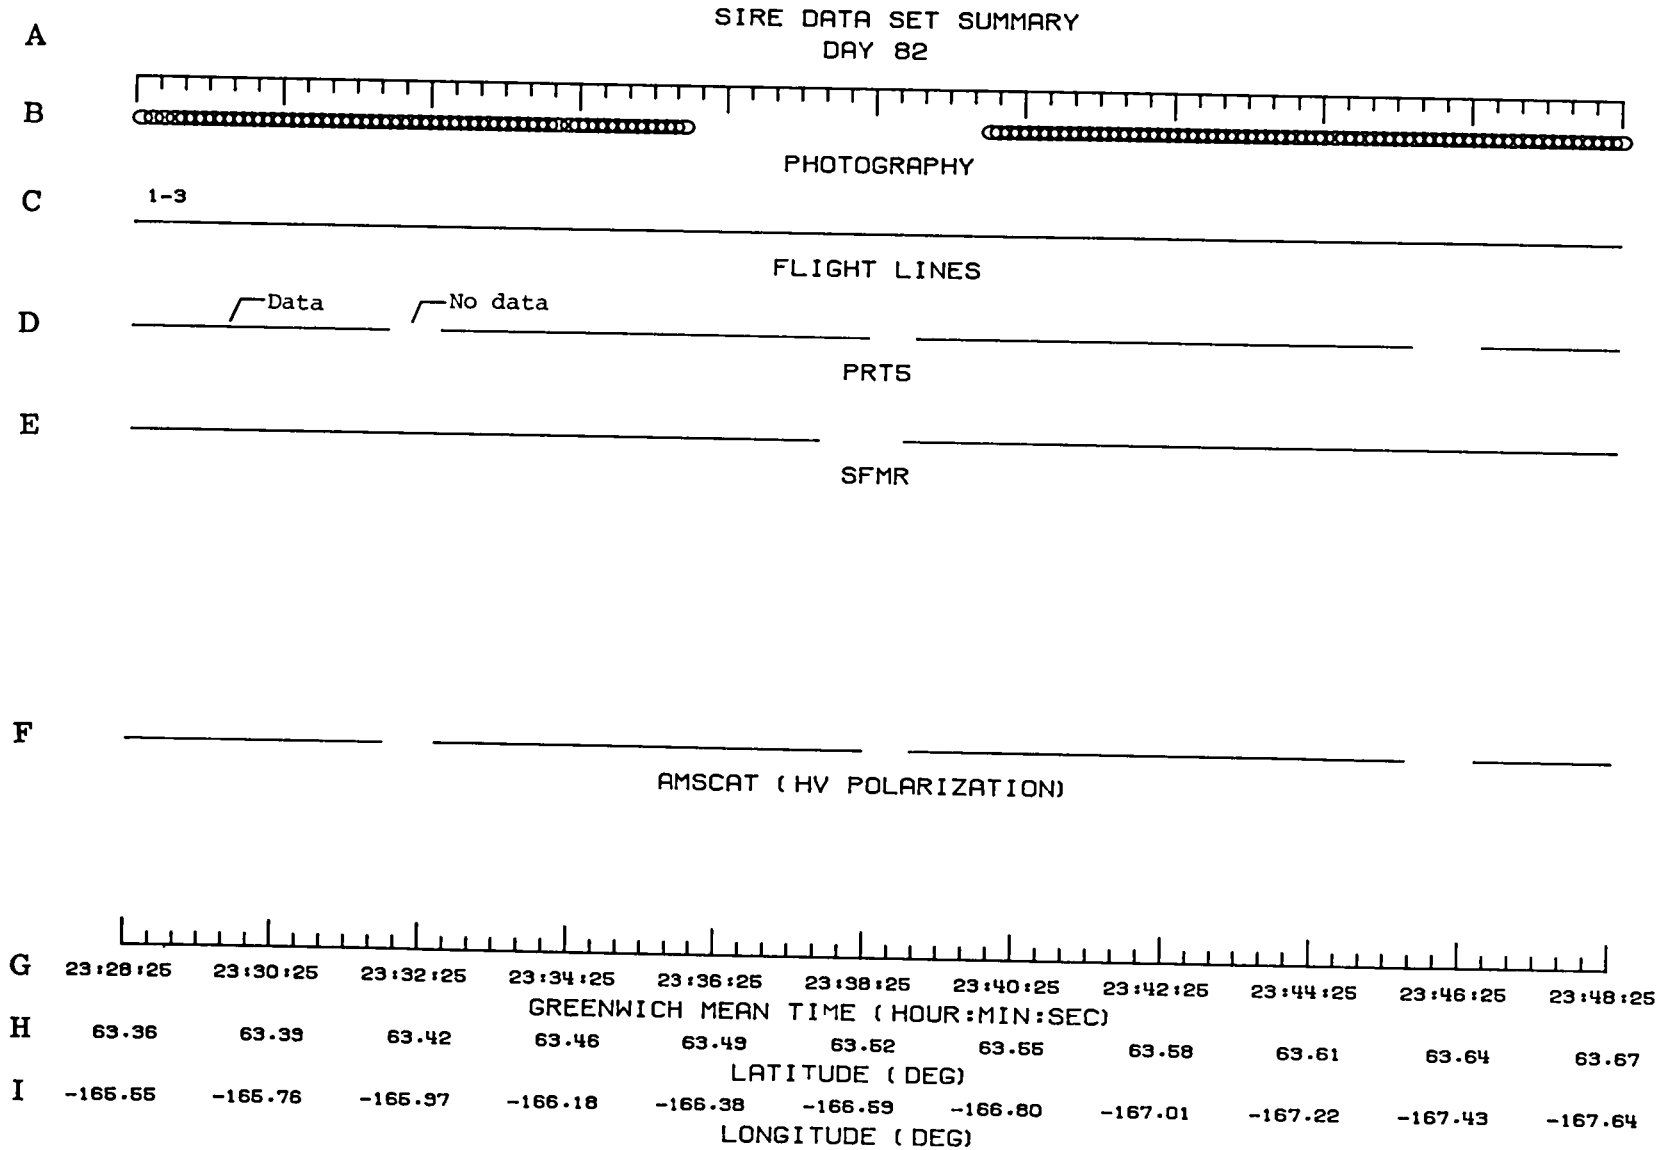 A
SIRE DATA SET SUMMARY
DAY 82
B
PHOTOGRAPHY
C
1-3
FLIGHT LINES
D
Data
No data
PRT5
E
SFMR
F
AMSCAT (HV POLARIZATION)
G
23:28:25 23:30:25 23:32:25 23:34:25 23:36:25 23:38:25 23:40:25 23:42:25 23:44:25 23:46:25 23:48:25
GREENWICH MEAN TIME (HOUR:MIN:SEC)
H
63.36 63.39 63.42 63.46 63.49 63.52 63.55 63.58 63.61 63.64 63.67
LATITUDE (DEG)
I
-165.55 -165.76 -165.97 -166.18 -166.38 -166.59 -166.80 -167.01 -167.22 -167.43 -167.64
LONGITUDE (DEG)